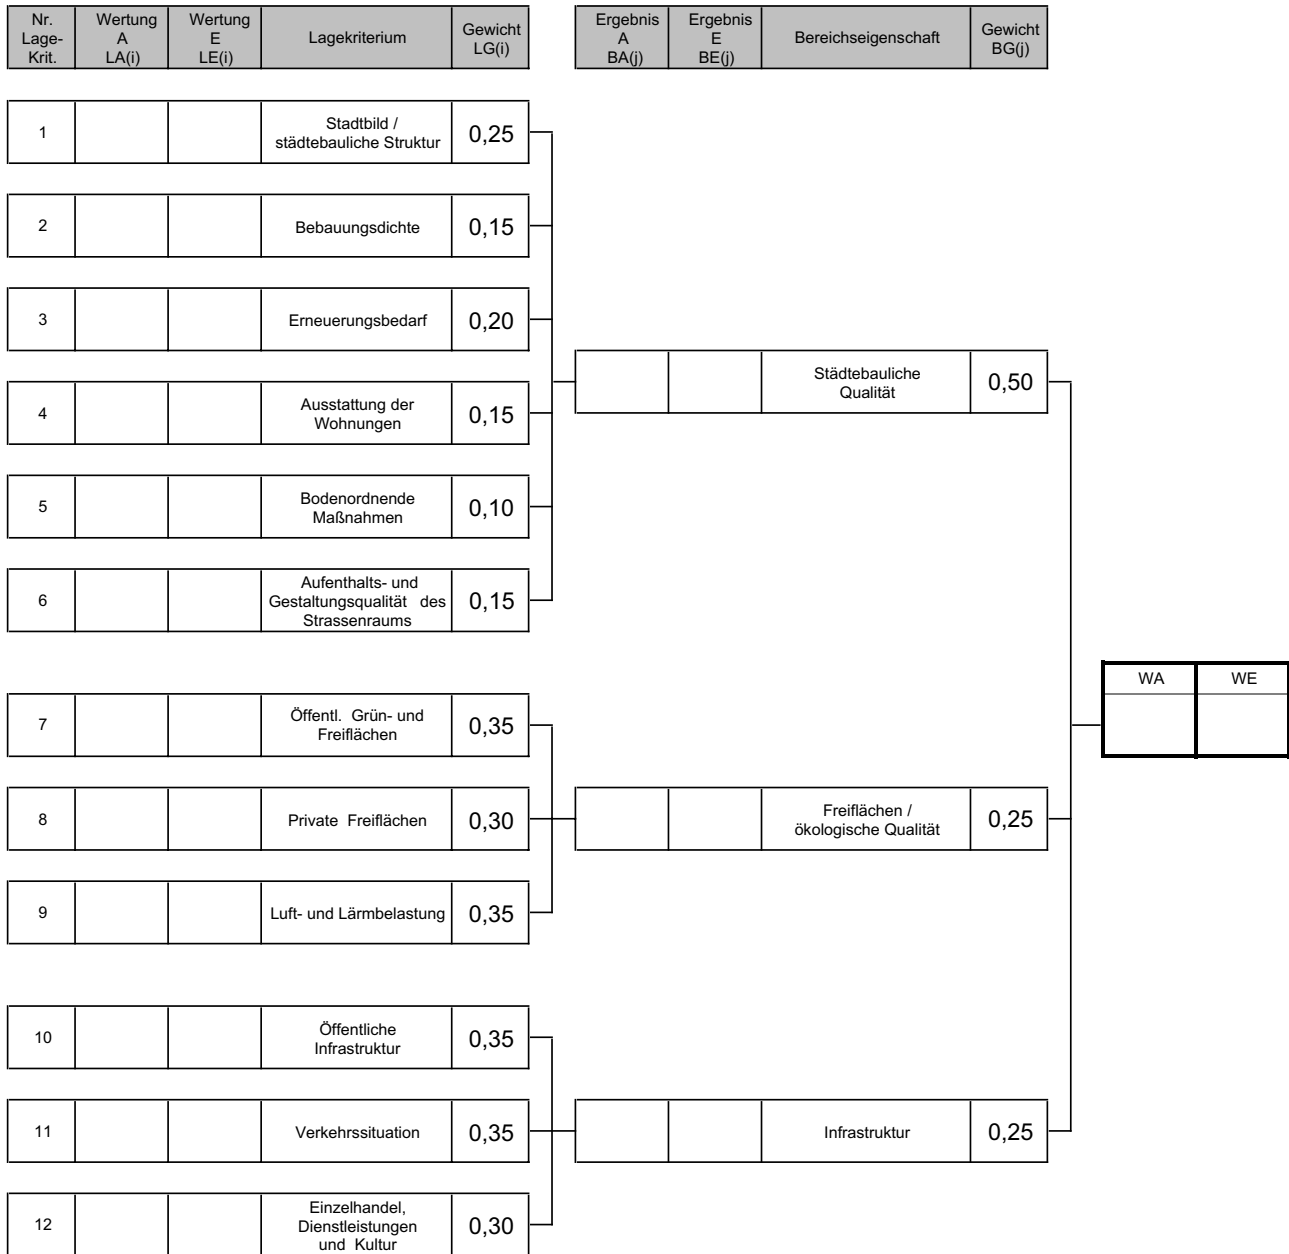 Nr.
Lage-
Krit.
Wertung
A
LA(i)
Wertung
E
LE(i)
Lagekriterium
Gewicht
LG(i)
Ergebnis
A
BA(j)
Ergebnis
E
BE(j)
Bereichseigenschaft
Gewicht
BG(j)
1
Stadtbild /
städtebauliche Struktur
0,25
2
Bebauungsdichte
0,15
3
Erneuerungsbedarf
0,20
Städtebauliche
Qualität
0,50
4
Ausstattung der
Wohnungen
0,15
5
Bodenordnende
Maßnahmen
0,10
6
Aufenthalts- und
Gestaltungsqualität des
Strassenraums
0,15
WA
WE
7
Öffentl. Grün- und
Freiflächen
0,35
8
Private Freiflächen
0,30
Freiflächen /
ökologische Qualität
0,25
9
Luft- und Lärmbelastung
0,35
10
Öffentliche
Infrastruktur
0,35
11
Verkehrssituation
0,35
Infrastruktur
0,25
12
Einzelhandel,
Dienstleistungen
und Kultur
0,30